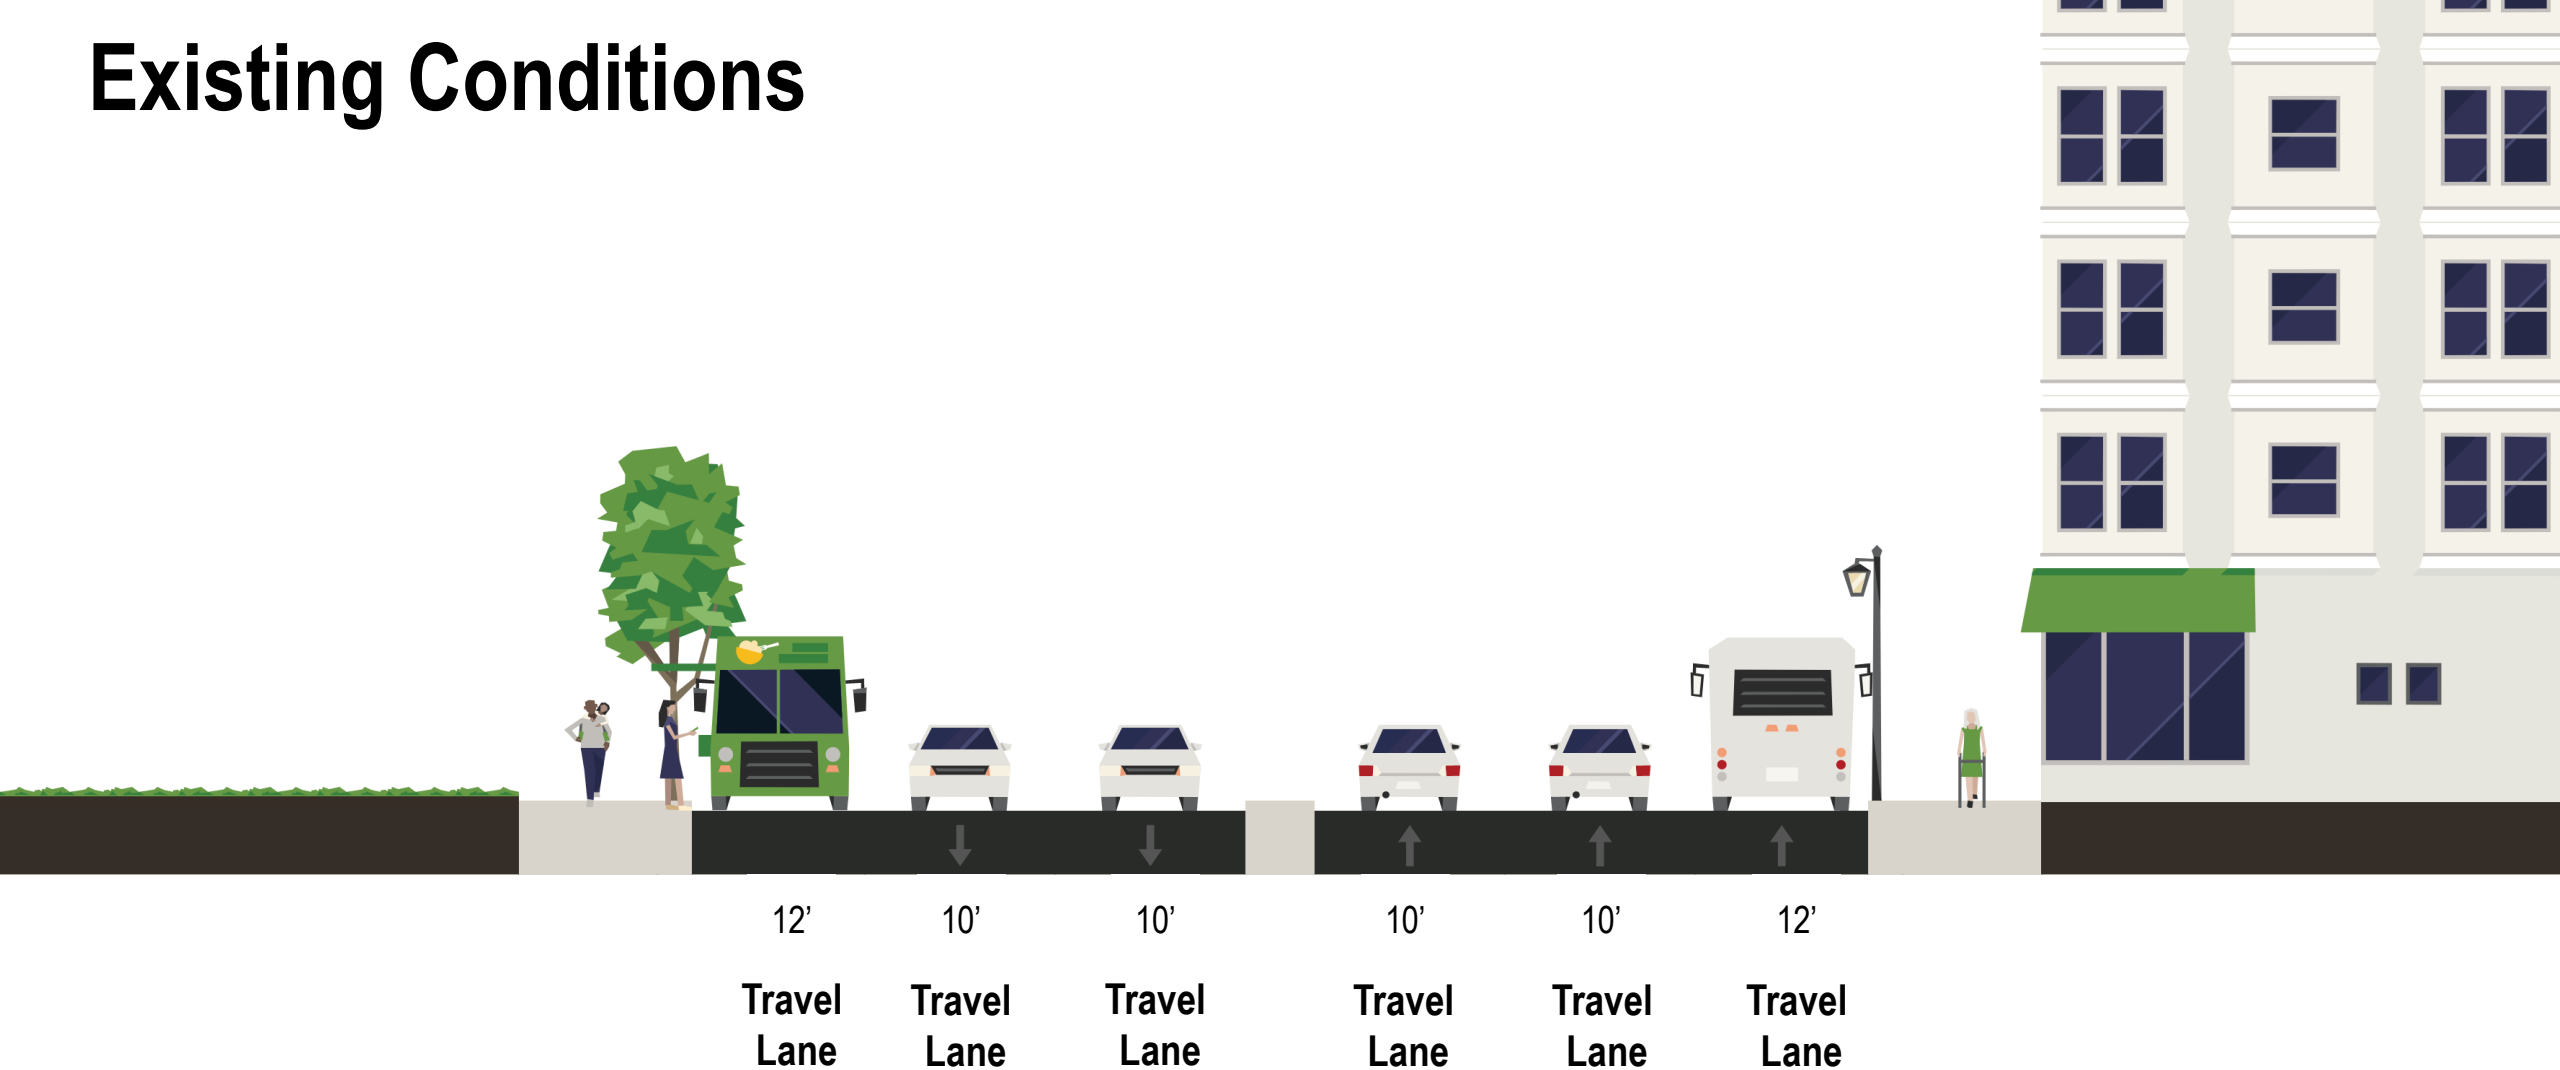 Existing Conditions
12’ 10’ 10’ 10’ 10’ 12’
Travel Travel Travel Travel Travel Travel
Lane Lane Lane Lane Lane Lane